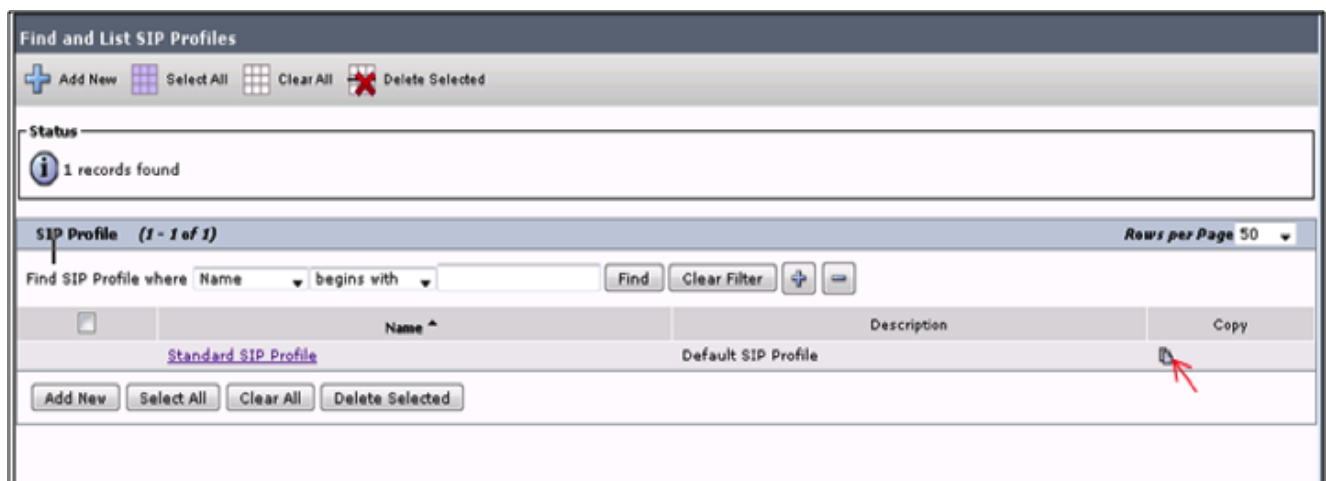 Find and List SIP Profiles
Add New Select All Clear All Delete Selected
Status
1 records found
SIP Profile (1 - 1 of 1) Rows per Page 50
Find SIP Profile where Name begins with Find Clear Filter
Name Description Copy
Standard SIP Profile Default SIP Profile
Add New Select All Clear All Delete Selected